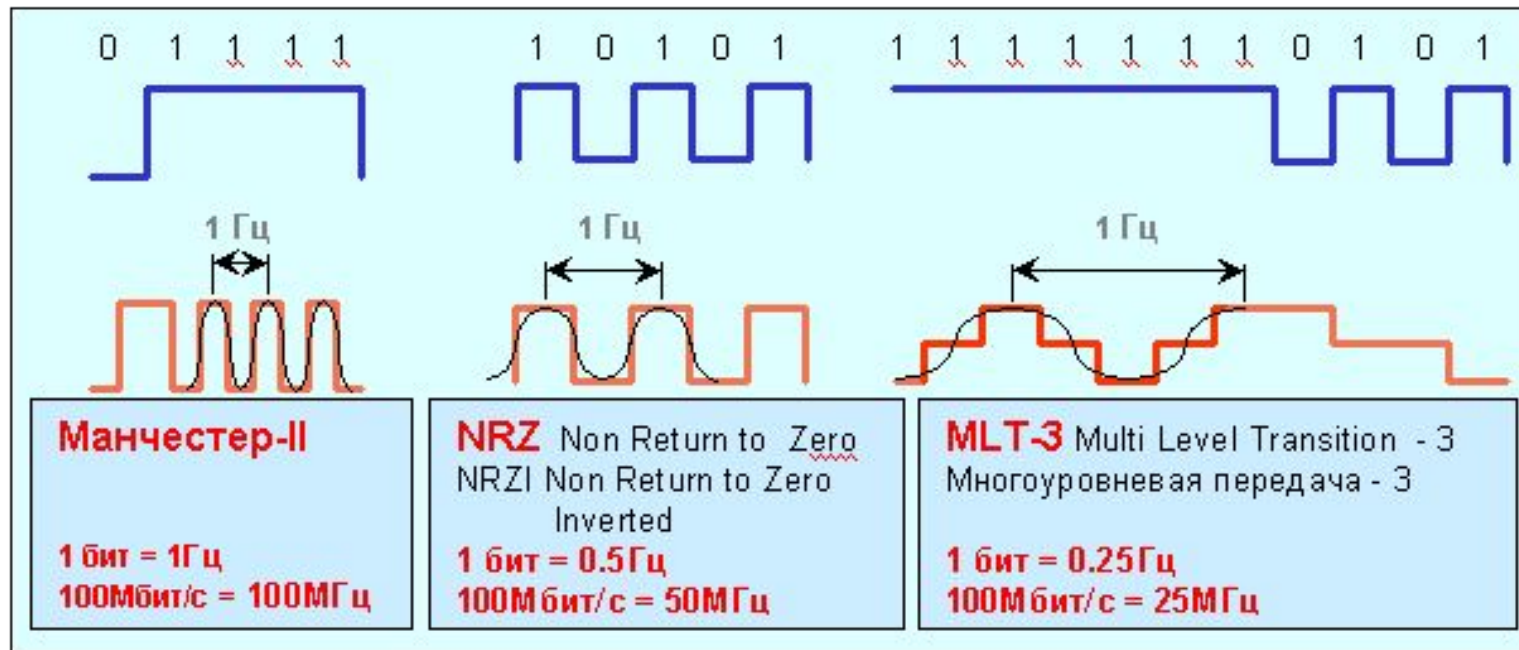 0 1 1 1 1
1 0 1 0 1
1 1 1 1 1 1 1 0 1 0 1
1 Гц
1 Гц
1 Гц
Манчестер-II
1 бит = 1Гц
100Мбит/с = 100МГц
NRZ Non Return to Zero
NRZI Non Return to Zero
Inverted
1 бит = 0.5Гц
100Мбит/с = 50МГц
MLT-3 Multi Level Transition - 3
Многоуровневая передача - 3
1 бит = 0.25Гц
100Мбит/с = 25МГц